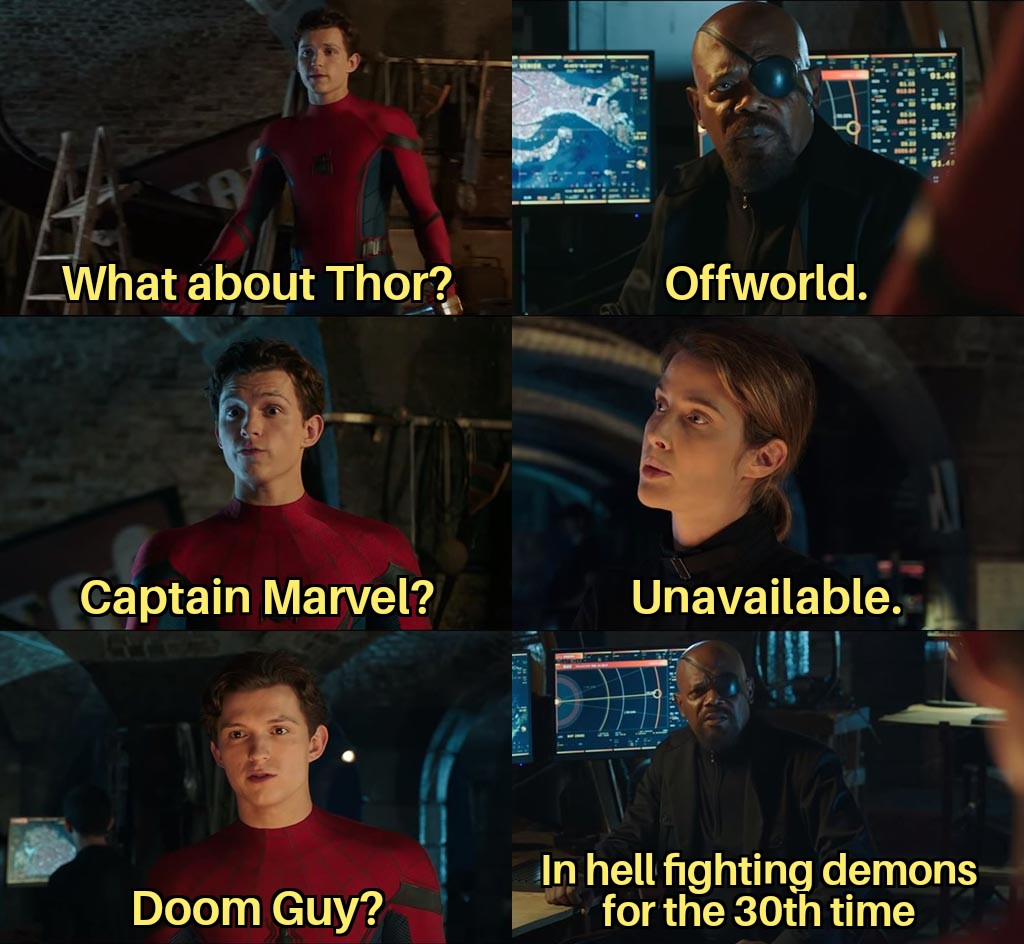 What about Thor?
Offworld.
Captain Marvel?
Unavailable.
Doom Guy?
In hell fighting demons
for the 30th time